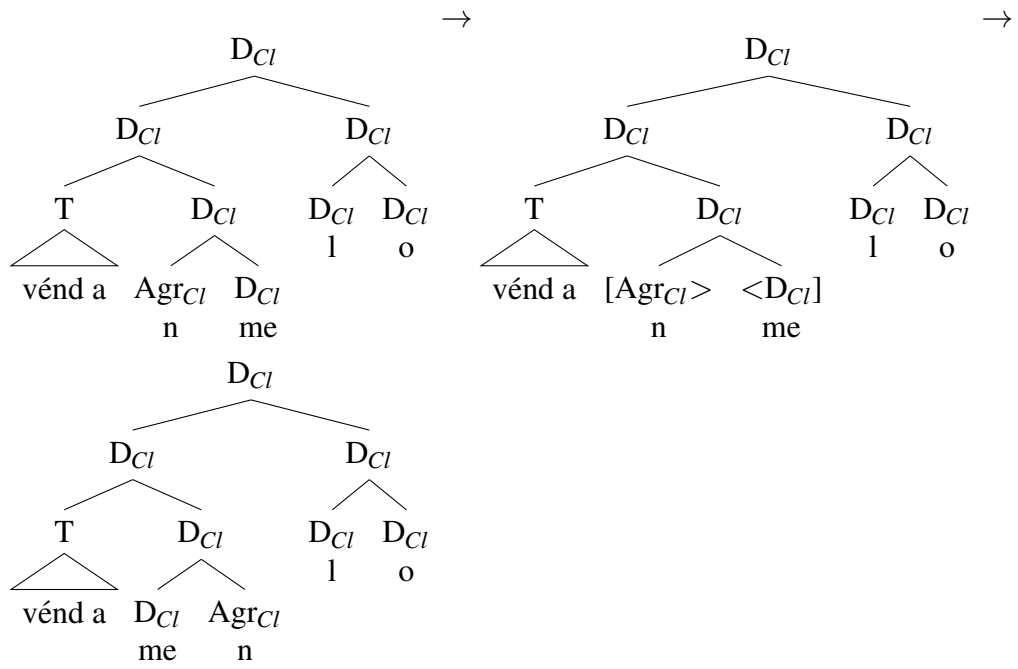 → →
D_Cl D_Cl
D_Cl D_Cl D_Cl D_Cl
T D_Cl D_Cl D_Cl T D_Cl D_Cl D_Cl
l o l o
vénd a Agr_Cl D_Cl vénd a [Agr_Cl> <D_Cl]
n me n me
D_Cl
D_Cl D_Cl
T D_Cl D_Cl D_Cl
l o
vénd a D_Cl Agr_Cl
me n